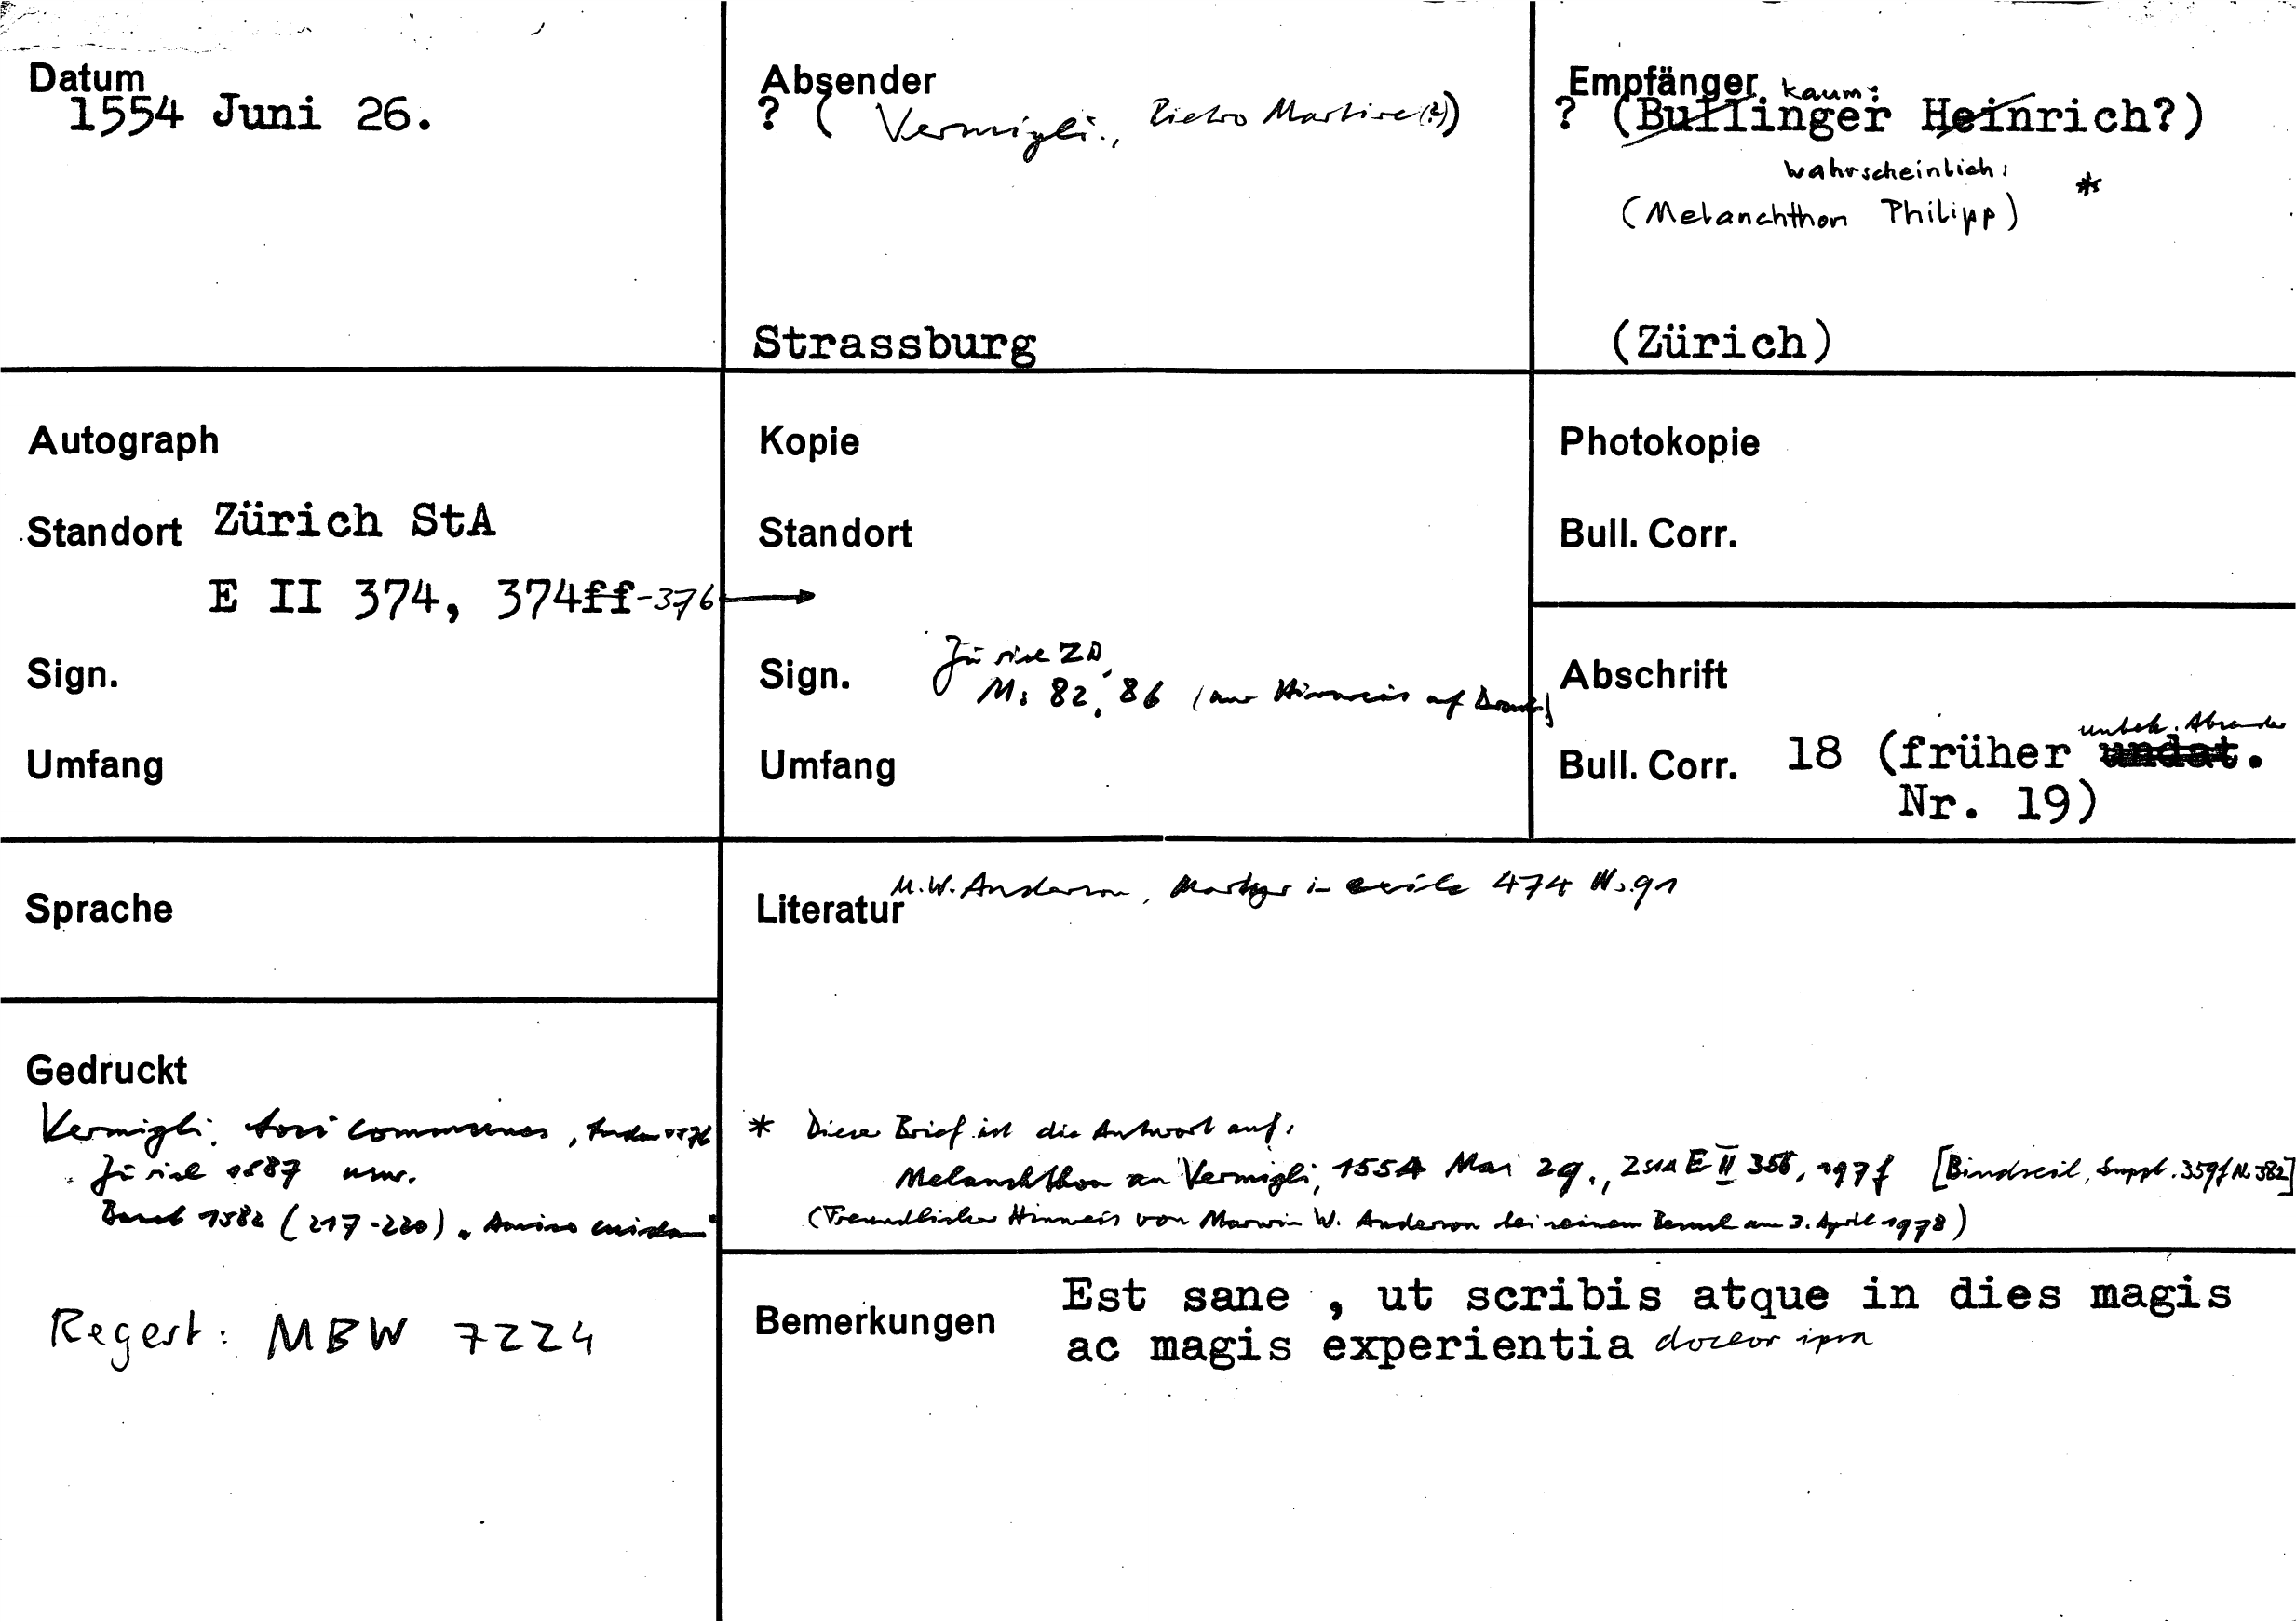 Datum
1554 Juni 26.
Absender
? ( Vermigli., Pietro Martire(?))
Strassburg
Empfänger kaum:
? (Bullinger Heinrich?)
wahrscheinlich:
(Melanchthon Philipp) *
(Zürich)
Autograph
Standort Zürich StA
E II 374, 374ff-376
Sign.
Umfang
Kopie
Standort
Sign. Zürich ZB,
Ms 82, 86 (nur Hinweis auf Druck)
Umfang
Photokopie
Bull. Corr.
Abschrift
unbek. Absender
Bull. Corr. 18 (früher undat.
Nr. 19)
Sprache
Literatur M.W. Anderson, Martyr in exile 474 N.91
Gedruckt
Vermigli, Loci communes, London 1576
Zürich 1587 usw.
Basel 1582 (217-220). "Amico cuidam"
Regest: MBW 7224
* Dieser Brief ist die Antwort auf:
Melanchthon an Vermigli, 1554 Mai 29., ZStA E II 356, 197f [Bindseil, Suppl. 359f N. 382]
(Freundlicher Hinweis von Marvin W. Anderson bei seinem Besuch am 3. April 1978)
Bemerkungen Est sane , ut scribis atque in dies magis
ac magis experientia doceor ipsa